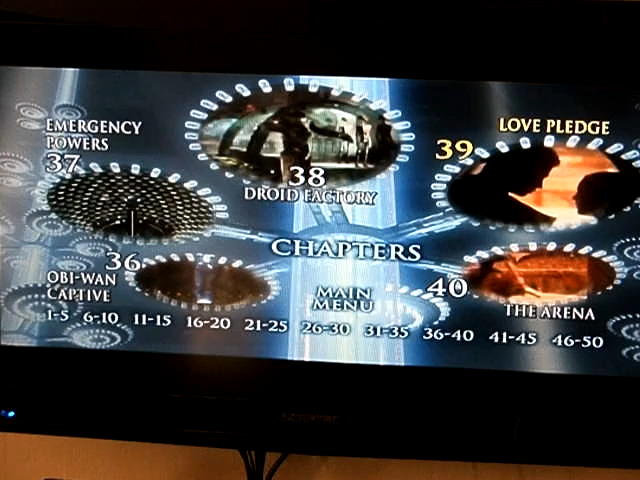 EMERGENCY
POWERS
37
38
DROID FACTORY
LOVE PLEDGE
39
CHAPTERS
36
OBI-WAN
CAPTIVE
MAIN
MENU
40
THE ARENA
1-5 6-10 11-15 16-20 21-25 26-30 31-35 36-40 41-45 46-50